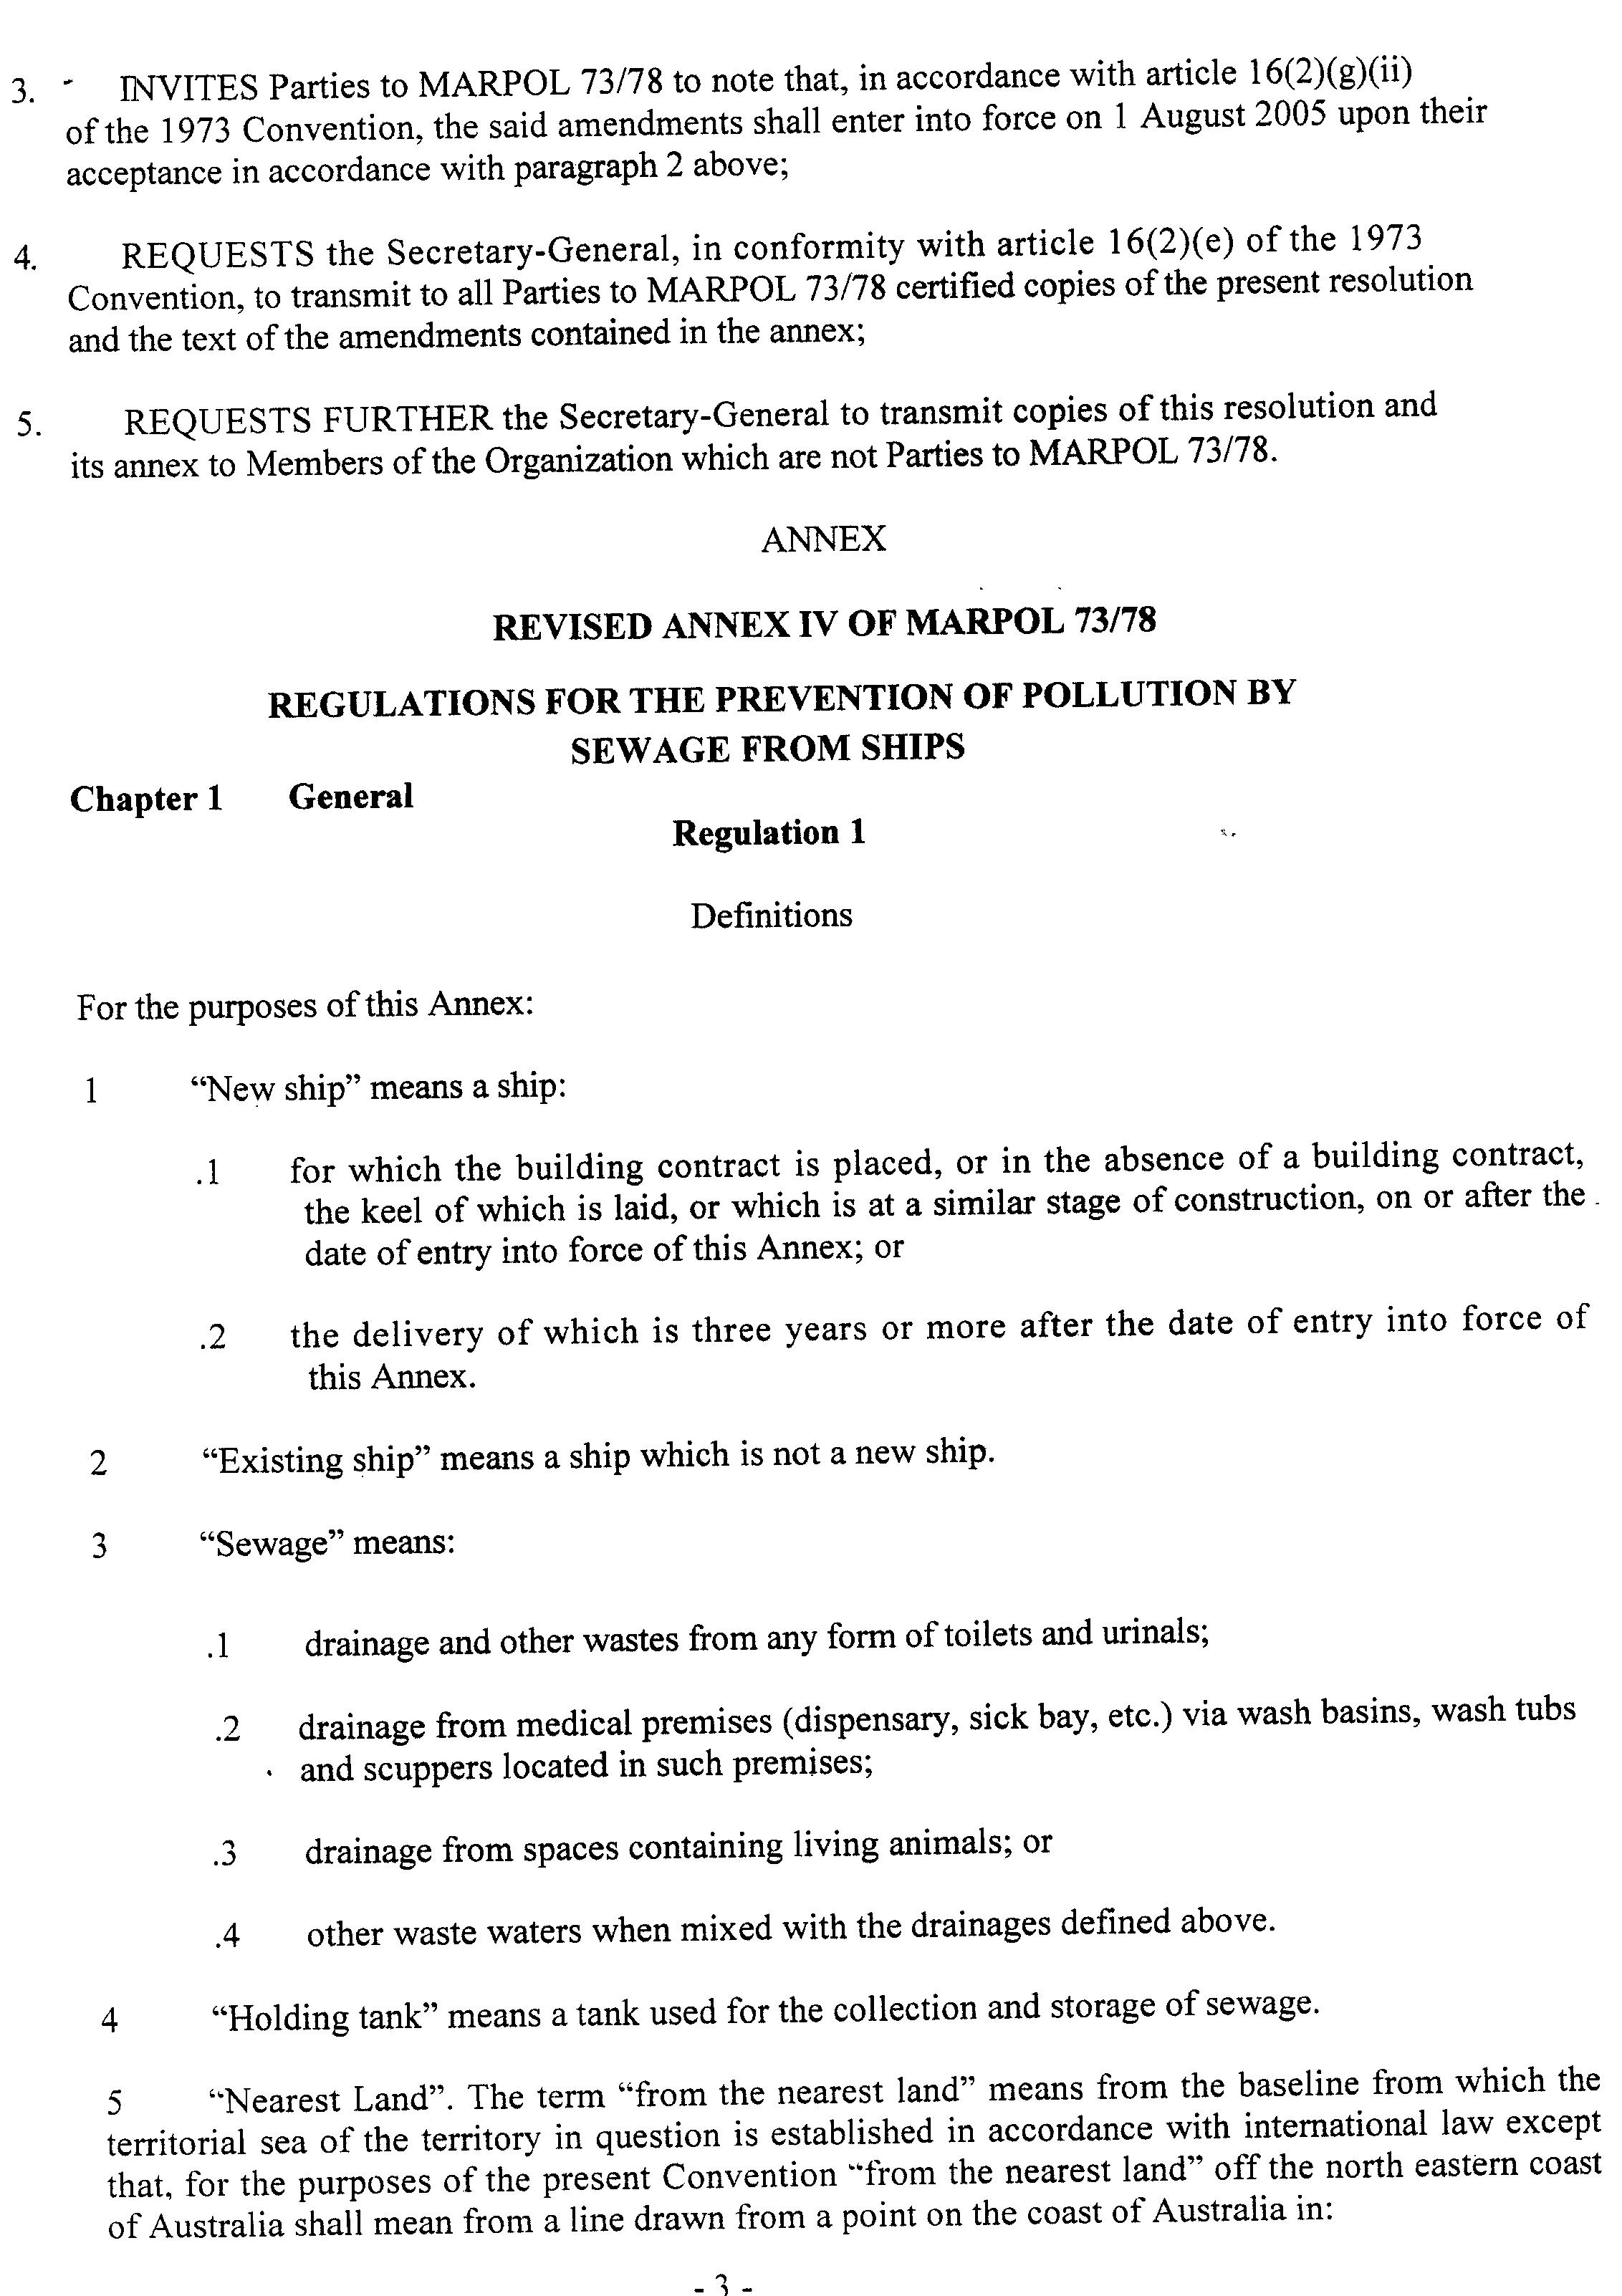 3. - INVITES Parties to MARPOL 73/78 to note that, in accordance with article 16(2)(g)(ii)
of the 1973 Convention, the said amendments shall enter into force on 1 August 2005 upon their
acceptance in accordance with paragraph 2 above;
4. REQUESTS the Secretary-General, in conformity with article 16(2)(e) of the 1973
Convention, to transmit to all Parties to MARPOL 73/78 certified copies of the present resolution
and the text of the amendments contained in the annex;
5. REQUESTS FURTHER the Secretary-General to transmit copies of this resolution and
its annex to Members of the Organization which are not Parties to MARPOL 73/78.
ANNEX
REVISED ANNEX IV OF MARPOL 73/78
REGULATIONS FOR THE PREVENTION OF POLLUTION BY
SEWAGE FROM SHIPS
Chapter 1 General
Regulation 1
Definitions
For the purposes of this Annex:
1 “New ship” means a ship:
.1 for which the building contract is placed, or in the absence of a building contract,
the keel of which is laid, or which is at a similar stage of construction, on or after the
date of entry into force of this Annex; or
.2 the delivery of which is three years or more after the date of entry into force of
this Annex.
2 “Existing ship” means a ship which is not a new ship.
3 “Sewage” means:
.1 drainage and other wastes from any form of toilets and urinals;
.2 drainage from medical premises (dispensary, sick bay, etc.) via wash basins, wash tubs
and scuppers located in such premises;
.3 drainage from spaces containing living animals; or
.4 other waste waters when mixed with the drainages defined above.
4 “Holding tank” means a tank used for the collection and storage of sewage.
5 “Nearest Land”. The term “from the nearest land” means from the baseline from which the
territorial sea of the territory in question is established in accordance with international law except
that, for the purposes of the present Convention “from the nearest land” off the north eastern coast
of Australia shall mean from a line drawn from a point on the coast of Australia in:
- 3 -